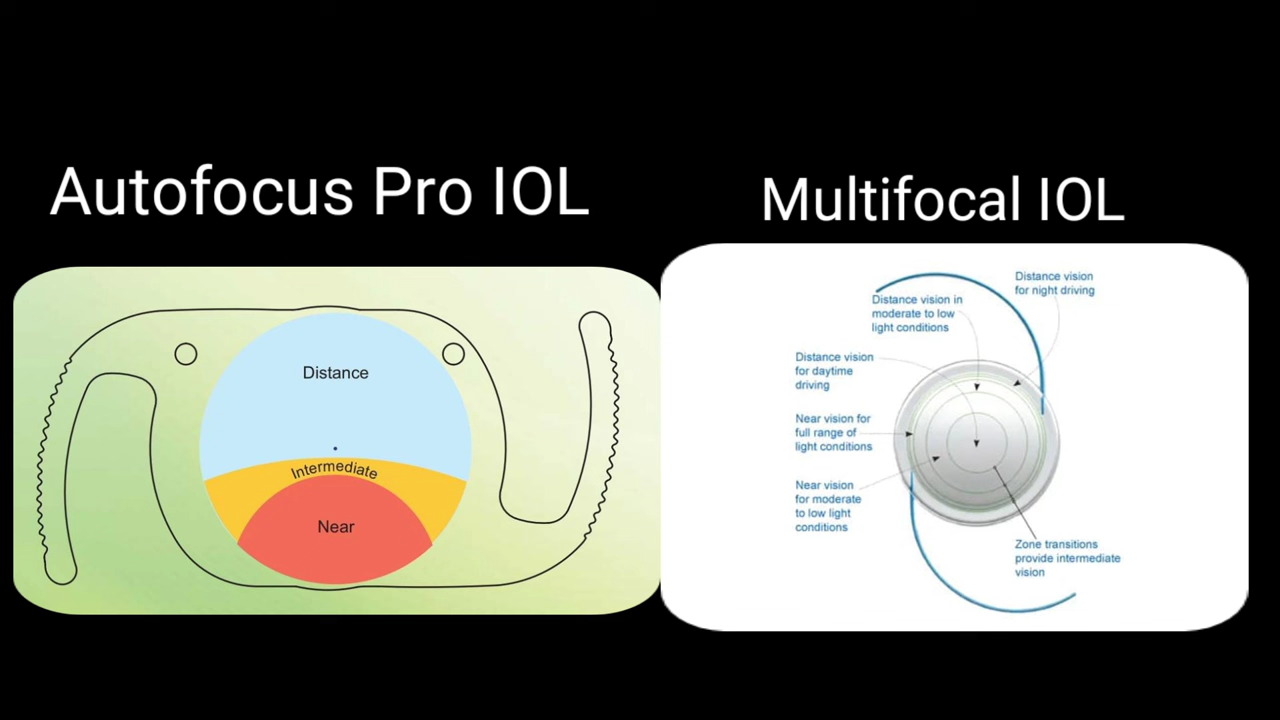 Autofocus Pro IOL
Distance
Intermediate
Near
Multifocal IOL
Distance vision
for night driving
Distance vision in
moderate to low
light conditions
Distance vision
for daytime
driving
Near vision for
full range of
light conditions
Near vision
for moderate
to low light
conditions
Zone transitions
provide intermediate
vision